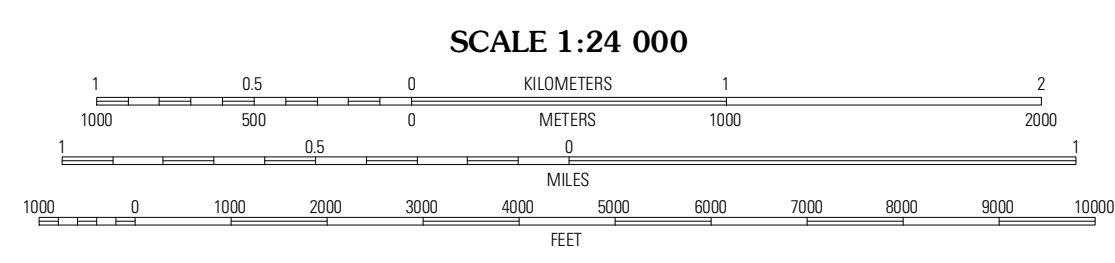 SCALE 1:24 000
1 0.5 0 KILOMETERS 1 2
1000 500 0 METERS 1000 2000
1 0.5 0 1
MILES
1000 0 1000 2000 3000 4000 5000 6000 7000 8000 9000 10000
FEET